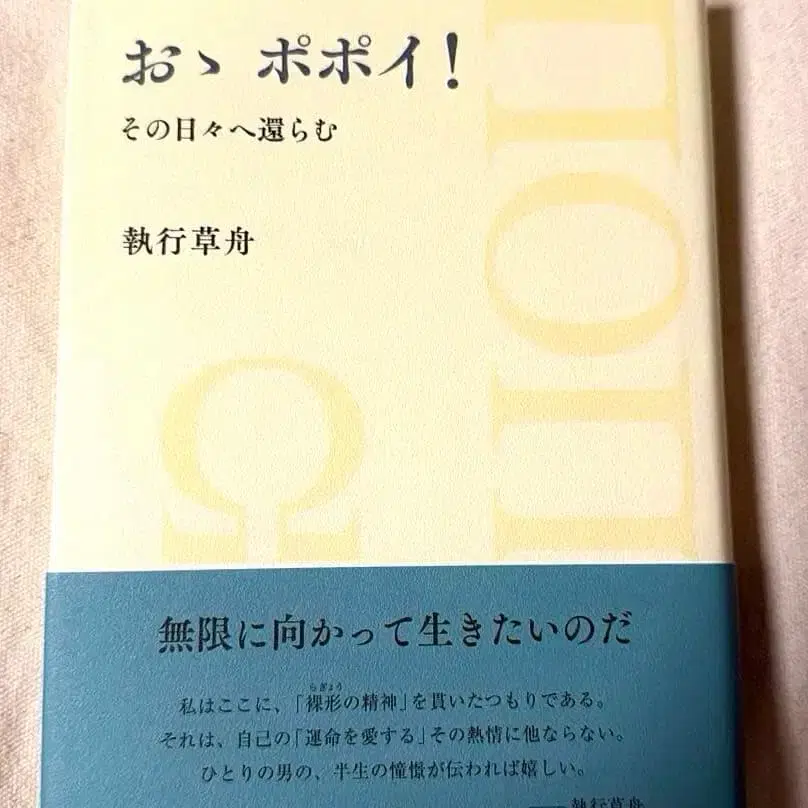 おゝ ポポイ!
その日々へ還らむ
執行草舟
Ω
ΠΟΠ
無限に向かって生きたいのだ
らぎょう
私はここに、「裸形の精神」を貫いたつもりである。
それは、自己の「運命を愛する」その熱情に他ならない。
ひとりの男の、半生の憧憬が伝われば嬉しい。
── 執行草舟